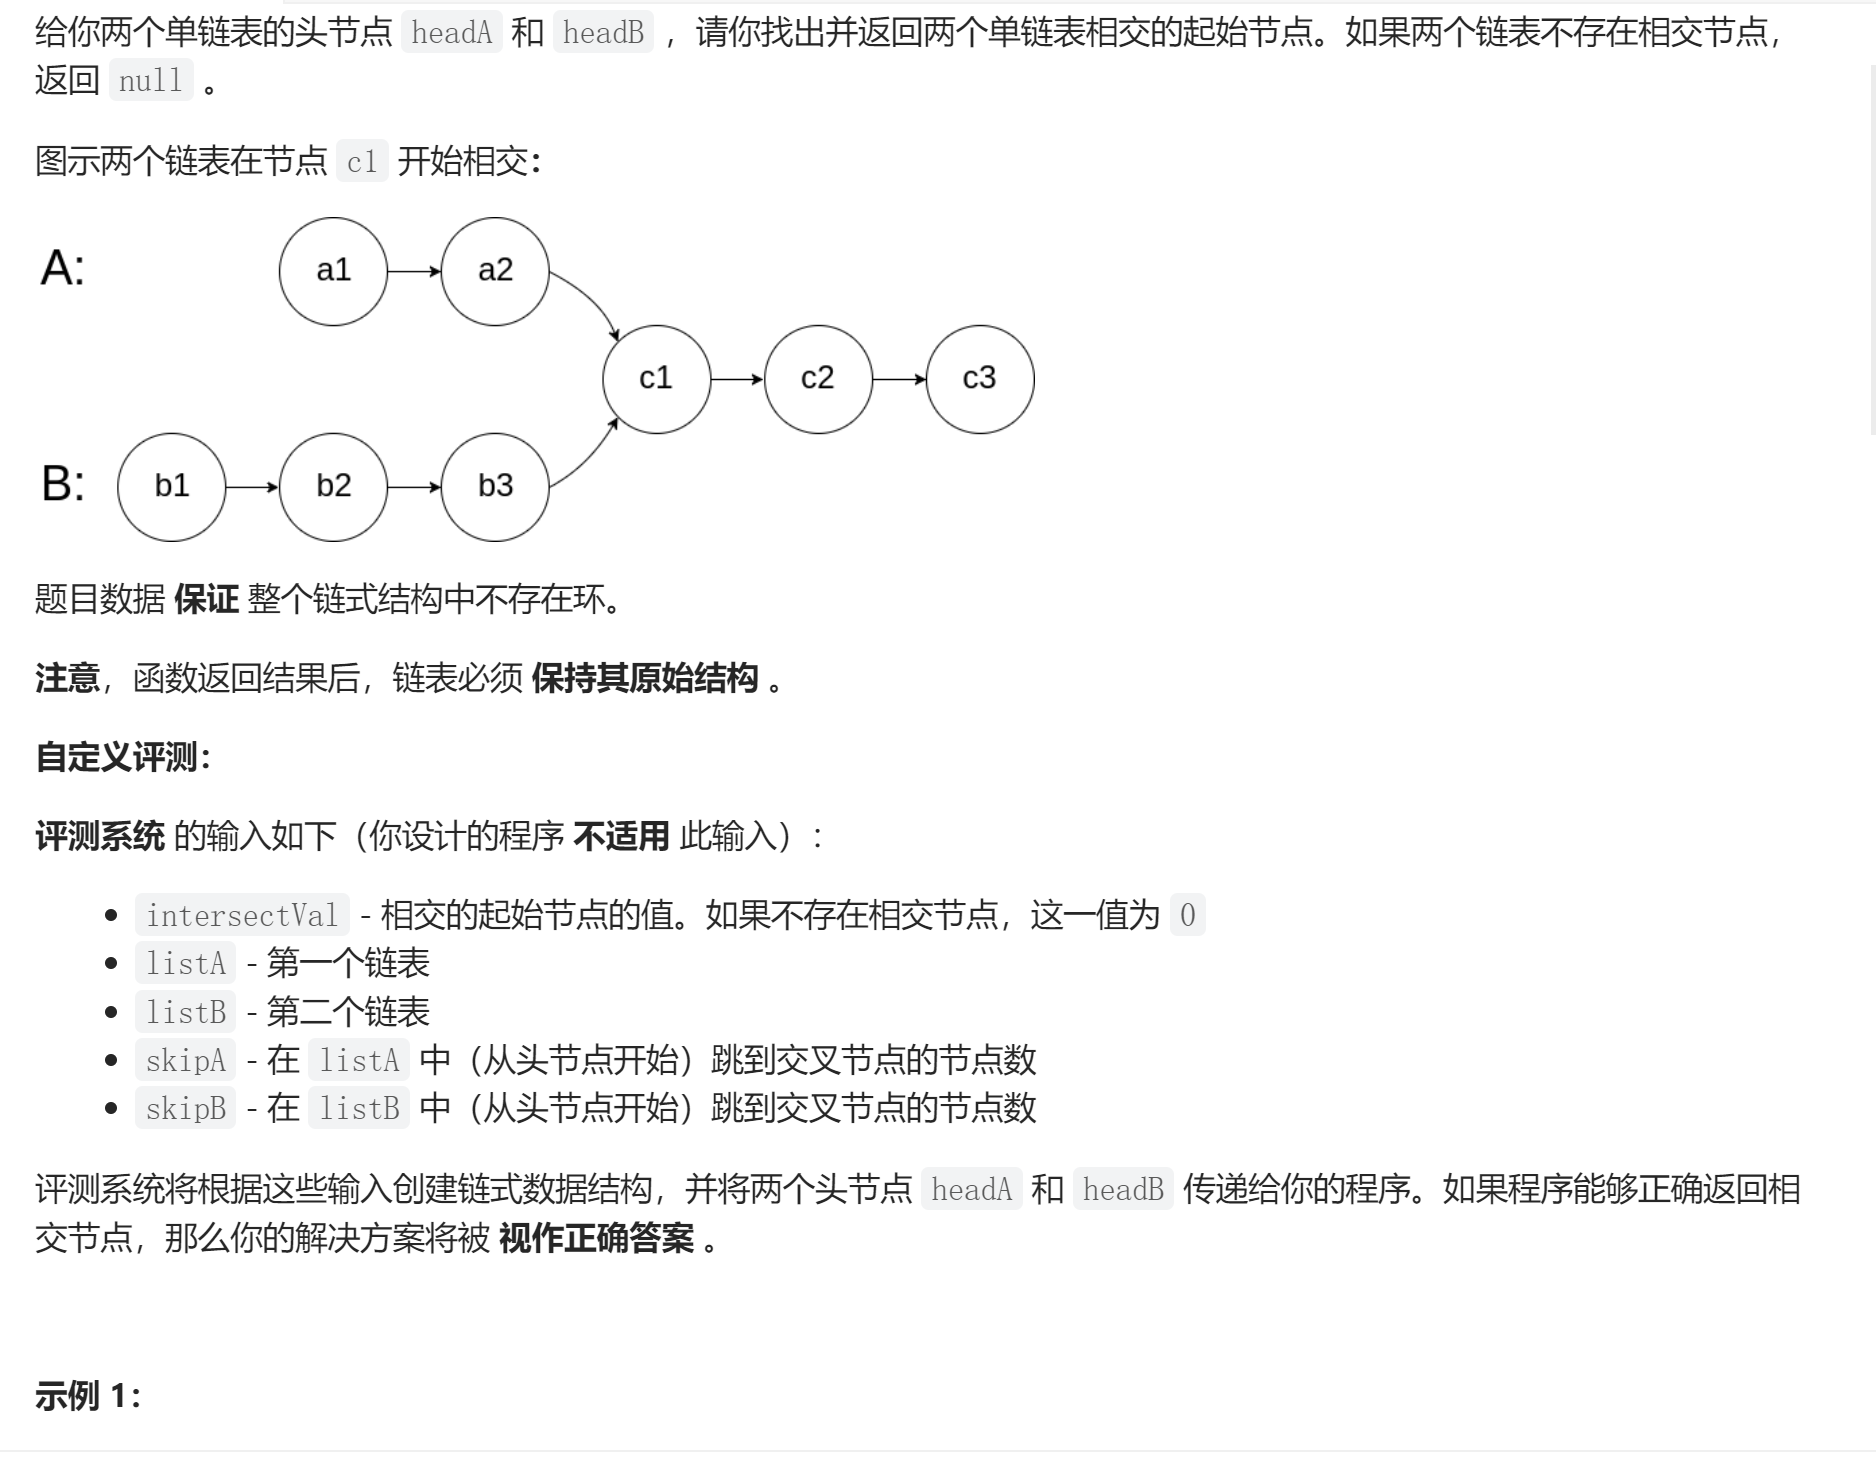 给你两个单链表的头节点 headA 和 headB ，请你找出并返回两个单链表相交的起始节点。如果两个链表不存在相交节点，
返回 null 。
图示两个链表在节点 c1 开始相交：
A:
a1
a2
c1
c2
c3
B:
b1
b2
b3
题目数据 保证 整个链式结构中不存在环。
注意，函数返回结果后，链表必须 保持其原始结构 。
自定义评测：
评测系统 的输入如下（你设计的程序 不适用 此输入）：
• intersectVal - 相交的起始节点的值。如果不存在相交节点，这一值为 0
• listA - 第一个链表
• listB - 第二个链表
• skipA - 在 listA 中（从头节点开始）跳到交叉节点的节点数
• skipB - 在 listB 中（从头节点开始）跳到交叉节点的节点数
评测系统将根据这些输入创建链式数据结构，并将两个头节点 headA 和 headB 传递给你的程序。如果程序能够正确返回相
交节点，那么你的解决方案将被 视作正确答案 。
示例 1：